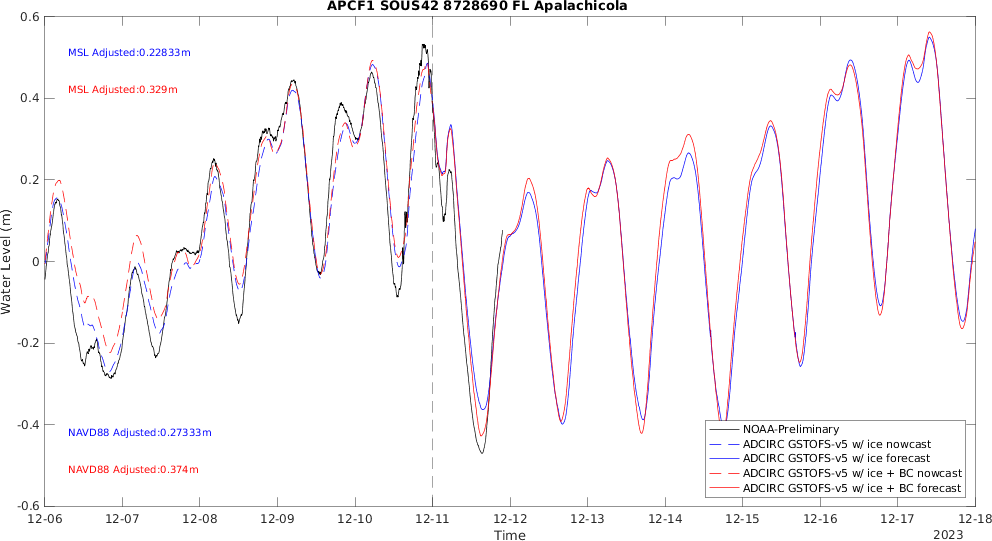 APCF1 SOUS42 8728690 FL Apalachicola
0.6
0.4
0.2
0
-0.2
-0.4
-0.6
Water Level (m)
MSL Adjusted:0.22833m
MSL Adjusted:0.329m
NAVD88 Adjusted:0.27333m
NAVD88 Adjusted:0.374m
NOAA-Preliminary
ADCIRC GSTOFS-v5 w/ ice nowcast
ADCIRC GSTOFS-v5 w/ ice forecast
ADCIRC GSTOFS-v5 w/ ice + BC nowcast
ADCIRC GSTOFS-v5 w/ ice + BC forecast
12-06 12-07 12-08 12-09 12-10 12-11 12-12 12-13 12-14 12-15 12-16 12-17 12-18
Time
2023